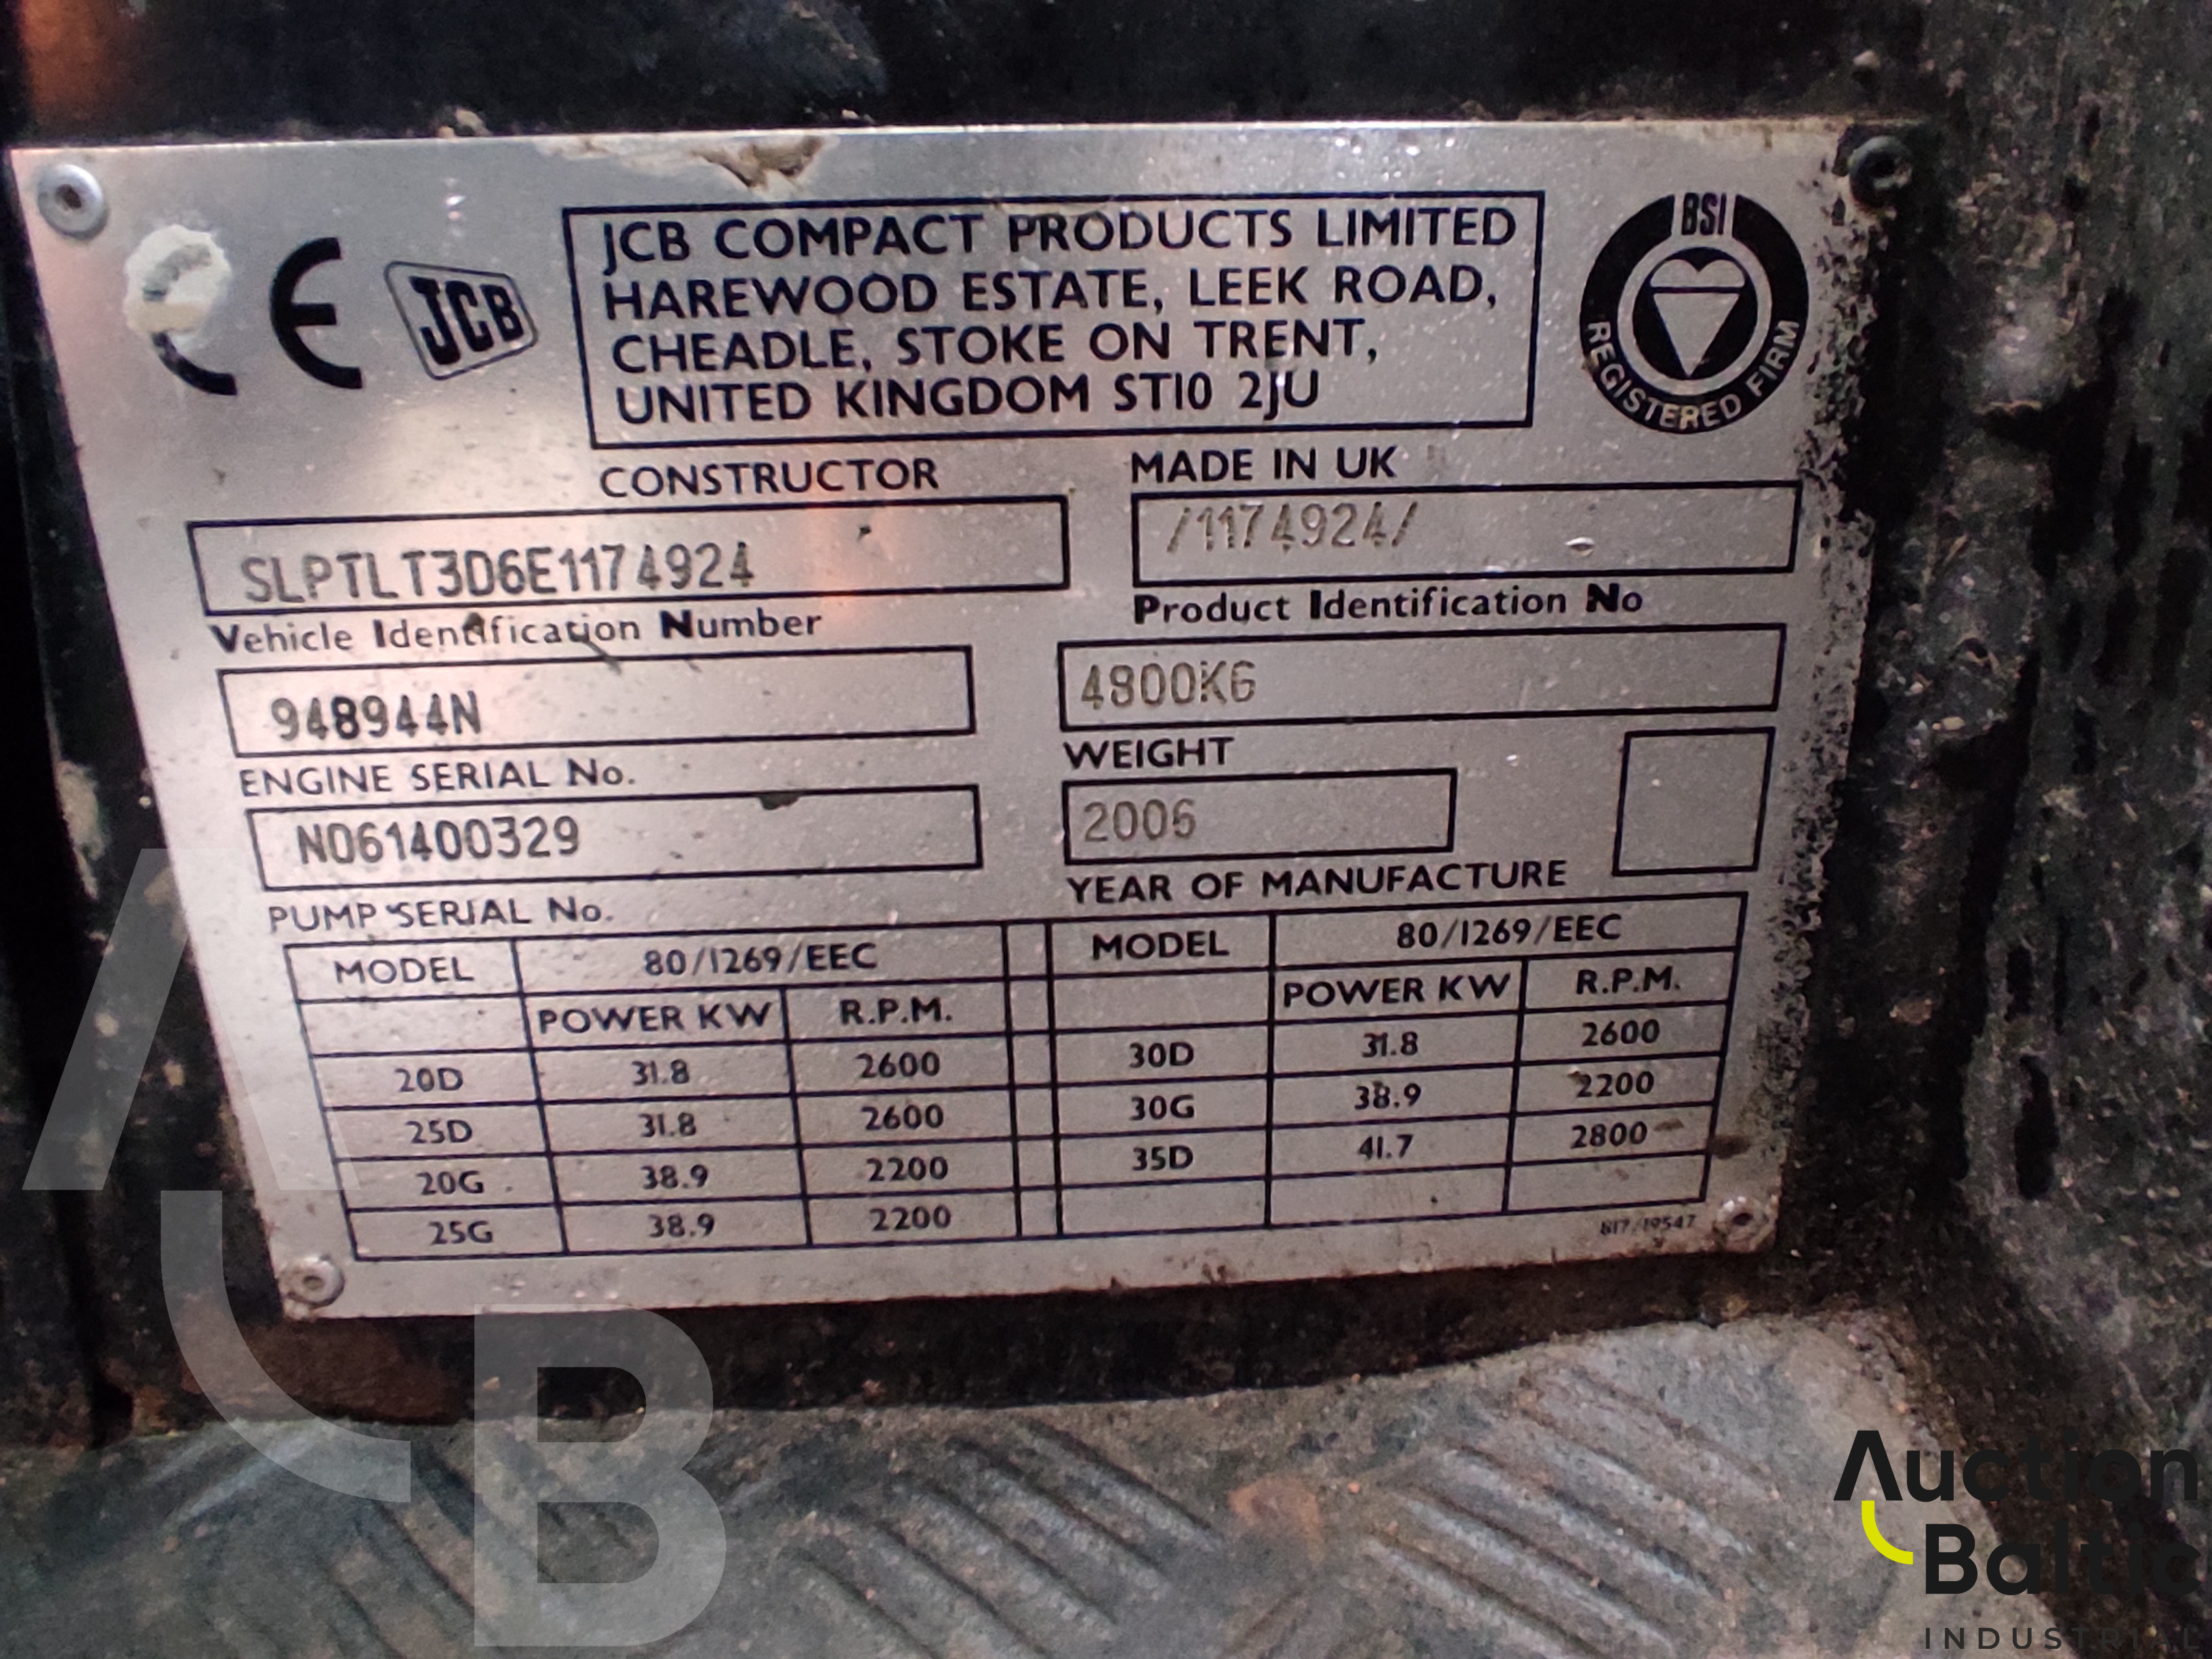 CE
JCB
JCB COMPACT PRODUCTS LIMITED
HAREWOOD ESTATE, LEEK ROAD,
CHEADLE, STOKE ON TRENT,
UNITED KINGDOM ST10 2JU
BSI
REGISTERED FIRM
CONSTRUCTOR
MADE IN UK
SLPTLT3D6E1174924
/1174924/
Vehicle Identification Number
Product Identification No
948944N
4800KG
ENGINE SERIAL No.
WEIGHT
N061400329
2006
PUMP SERIAL No.
YEAR OF MANUFACTURE
MODEL 80/1269/EEC MODEL 80/1269/EEC
POWER KW R.P.M. POWER KW R.P.M.
20D 31.8 2600 30D 31.8 2600
25D 31.8 2600 30G 38.9 2200
20G 38.9 2200 35D 41.7 2800
25G 38.9 2200
817/19547
AB
Auction
Baltic
INDUSTRIAL